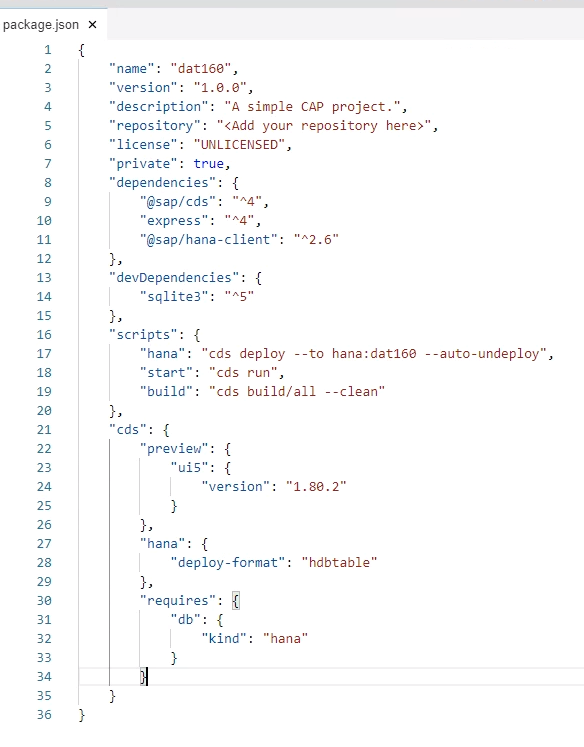 package.json ×
1 {
2 "name": "dat160",
3 "version": "1.0.0",
4 "description": "A simple CAP project.",
5 "repository": "<Add your repository here>",
6 "license": "UNLICENSED",
7 "private": true,
8 "dependencies": {
9 "@sap/cds": "^4",
10 "express": "^4",
11 "@sap/hana-client": "^2.6"
12 },
13 "devDependencies": {
14 "sqlite3": "^5"
15 },
16 "scripts": {
17 "hana": "cds deploy --to hana:dat160 --auto-undeploy",
18 "start": "cds run",
19 "build": "cds build/all --clean"
20 },
21 "cds": {
22 "preview": {
23 "ui5": {
24 "version": "1.80.2"
25 }
26 },
27 "hana": {
28 "deploy-format": "hdbtable"
29 },
30 "requires": {
31 "db": {
32 "kind": "hana"
33 }
34 }
35 }
36 }